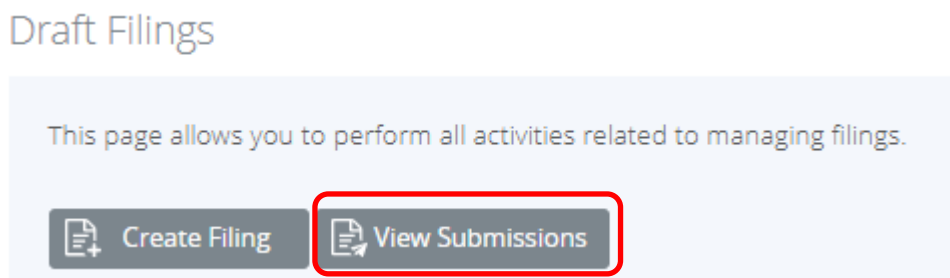 Draft Filings
This page allows you to perform all activities related to managing filings.
Create Filing View Submissions